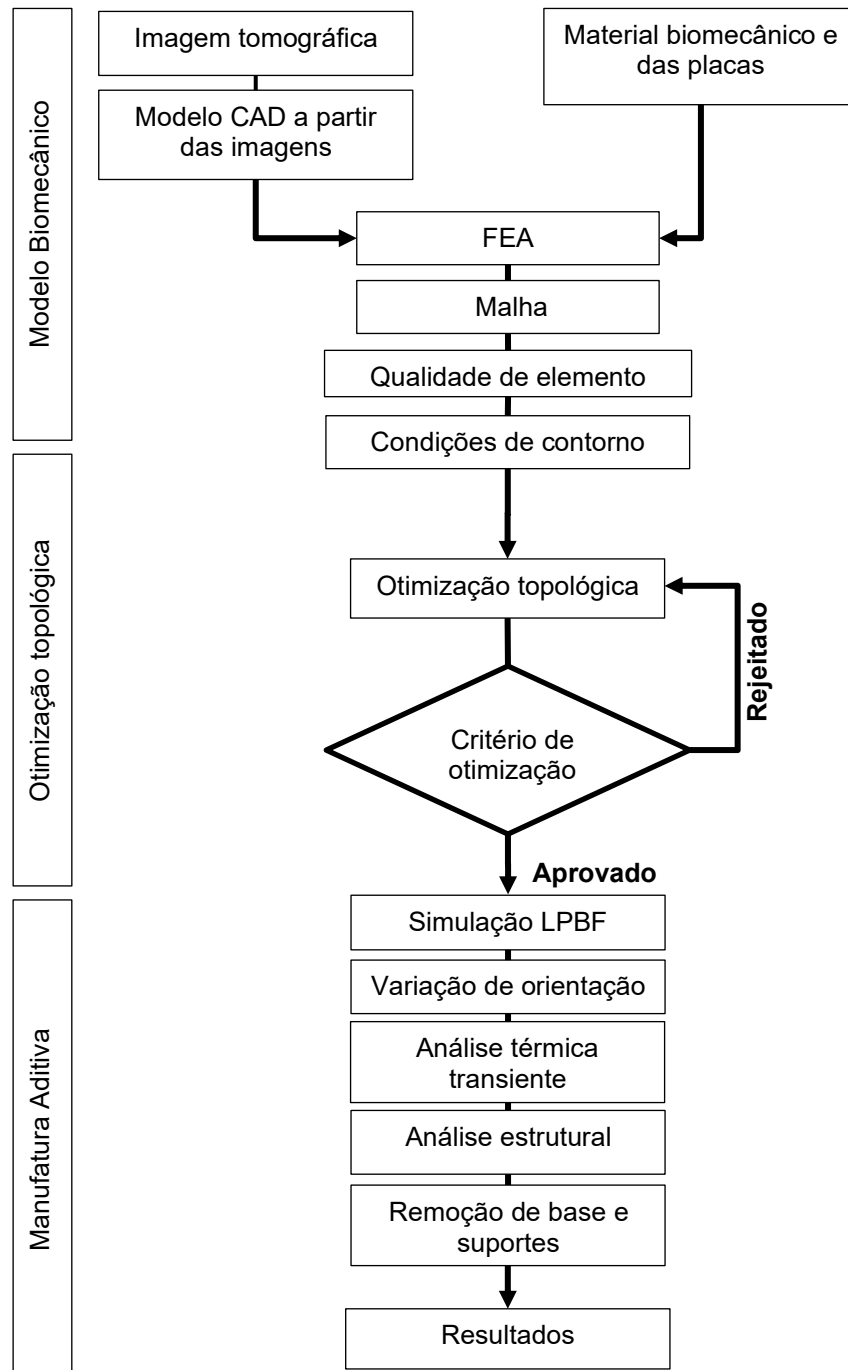 Modelo Biomecânico
Imagem tomográfica
Modelo CAD a partir
das imagens
Material biomecânico e
das placas
FEA
Malha
Qualidade de elemento
Condições de contorno
Otimização topológica
Otimização topológica
Critério de
otimização
Rejeitado
Aprovado
Manufatura Aditiva
Simulação LPBF
Variação de orientação
Análise térmica
transiente
Análise estrutural
Remoção de base e
suportes
Resultados